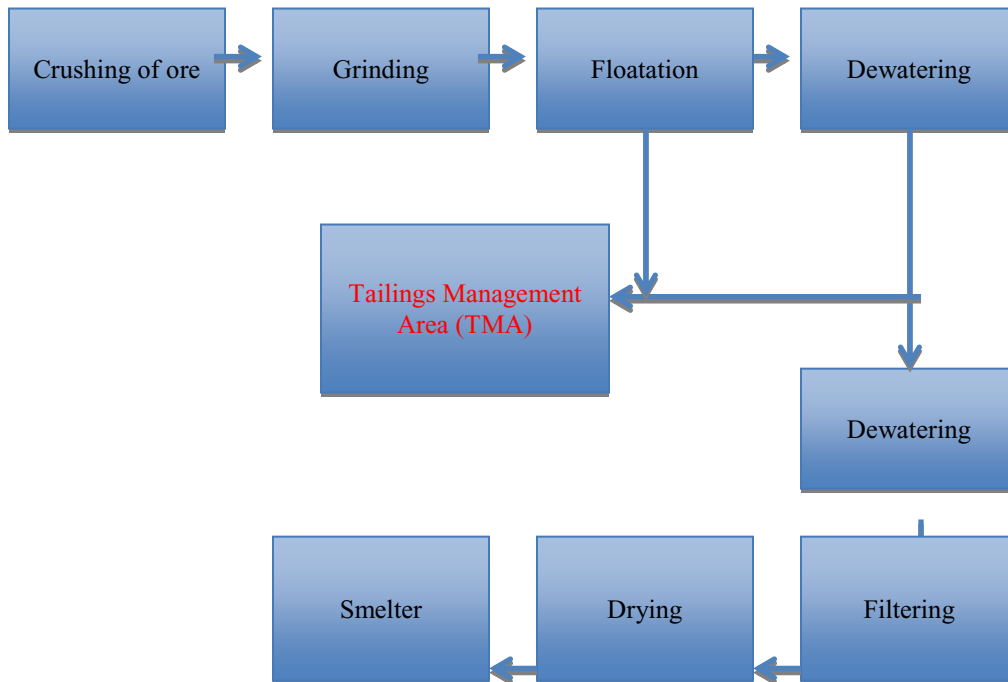 Crushing of ore
Grinding
Floatation
Dewatering
Tailings Management
Area (TMA)
Dewatering
Smelter
Drying
Filtering